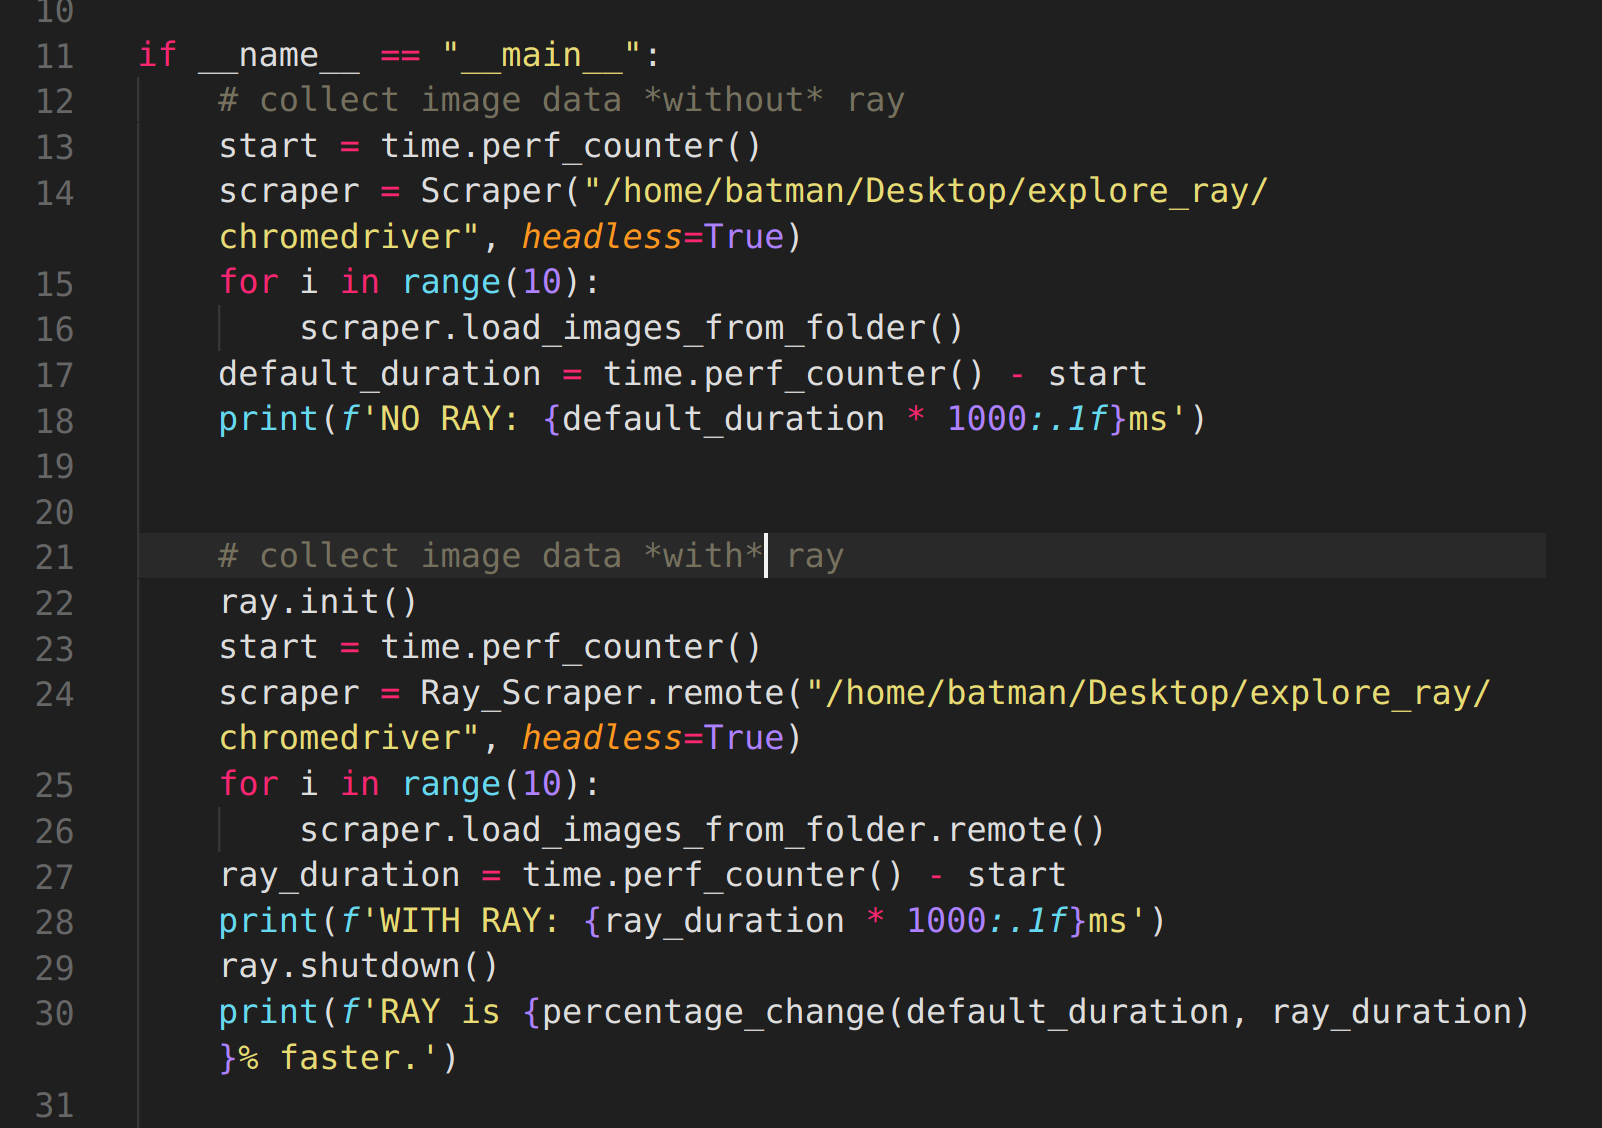 10
11 if __name__ == "__main__":
12 # collect image data *without* ray
13 start = time.perf_counter()
14 scraper = Scraper("/home/batman/Desktop/explore_ray/
chromedriver", headless=True)
15 for i in range(10):
16 scraper.load_images_from_folder()
17 default_duration = time.perf_counter() - start
18 print(f'NO RAY: {default_duration * 1000:.1f}ms')
19
20
21 # collect image data *with* ray
22 ray.init()
23 start = time.perf_counter()
24 scraper = Ray_Scraper.remote("/home/batman/Desktop/explore_ray/
chromedriver", headless=True)
25 for i in range(10):
26 scraper.load_images_from_folder.remote()
27 ray_duration = time.perf_counter() - start
28 print(f'WITH RAY: {ray_duration * 1000:.1f}ms')
29 ray.shutdown()
30 print(f'RAY is {percentage_change(default_duration, ray_duration)
}% faster.')
31